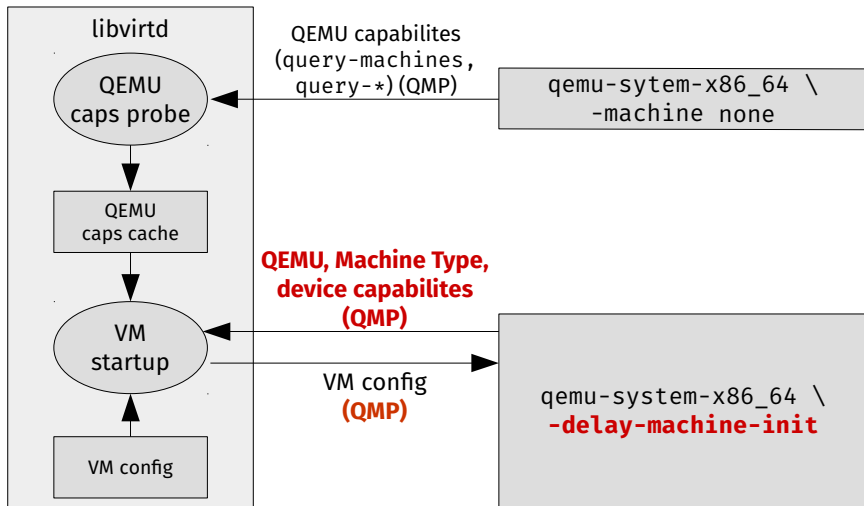 libvirtd
QEMU
caps probe
QEMU capabilites
(query-machines,
query-*) (QMP)
qemu-sytem-x86_64 \
-machine none
QEMU
caps cache
QEMU, Machine Type,
device capabilites
(QMP)
VM
startup
VM config
(QMP)
qemu-system-x86_64 \
-delay-machine-init
VM config